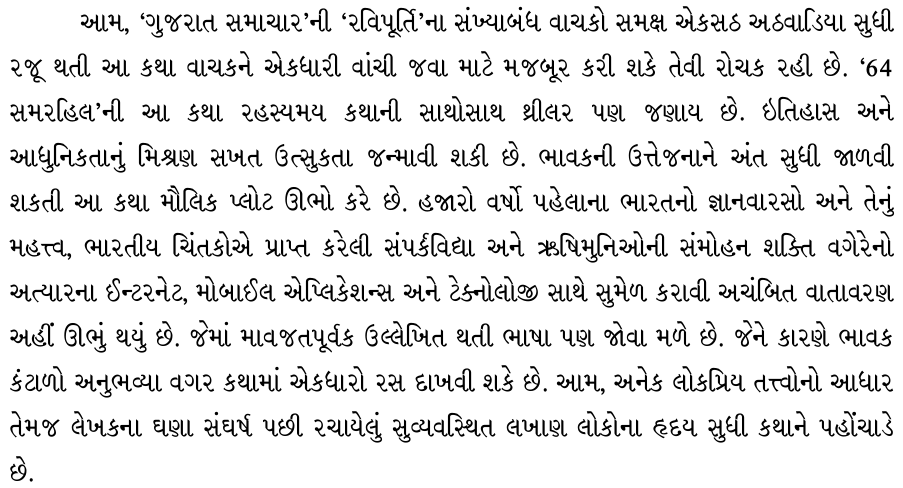 આમ, ‘ગુજરાત સમાચાર’ની ‘રવિપૂર્તિ’ના સંખ્યાબંધ વાચકો સમક્ષ એકસઠ અઠવાડિયા સુધી
રજૂ થતી આ કથા વાચકને એકધારી વાંચી જવા માટે મજબૂર કરી શકે તેવી રોચક રહી છે. ‘64
સમરહિલ’ની આ કથા રહસ્યમય કથાની સાથોસાથ થ્રીલર પણ જણાય છે. ઇતિહાસ અને
આધુનિકતાનું મિશ્રણ સખત ઉત્સુકતા જન્માવી શકી છે. ભાવકની ઉત્તેજનાને અંત સુધી જાળવી
શકતી આ કથા મૌલિક પ્લોટ ઊભો કરે છે. હજારો વર્ષો પહેલાના ભારતનો જ્ઞાનવારસો અને તેનું
મહત્ત્વ, ભારતીય ચિંતકોએ પ્રાપ્ત કરેલી સંપર્કવિદ્યા અને ઋષિમુનિઓની સંમોહન શક્તિ વગેરેનો
અત્યારના ઈન્ટરનેટ, મોબાઈલ એપ્લિકેશન્સ અને ટેક્નોલોજી સાથે સુમેળ કરાવી અચંબિત વાતાવરણ
અહીં ઊભું થયું છે. જેમાં માવજતપૂર્વક ઉલ્લેખિત થતી ભાષા પણ જોવા મળે છે. જેને કારણે ભાવક
કંટાળો અનુભવ્યા વગર કથામાં એકધારો રસ દાખવી શકે છે. આમ, અનેક લોકપ્રિય તત્ત્વોનો આધાર
તેમજ લેખકના ઘણા સંઘર્ષ પછી રચાયેલું સુવ્યવસ્થિત લખાણ લોકોના હૃદય સુધી કથાને પહોંચાડે
છે.